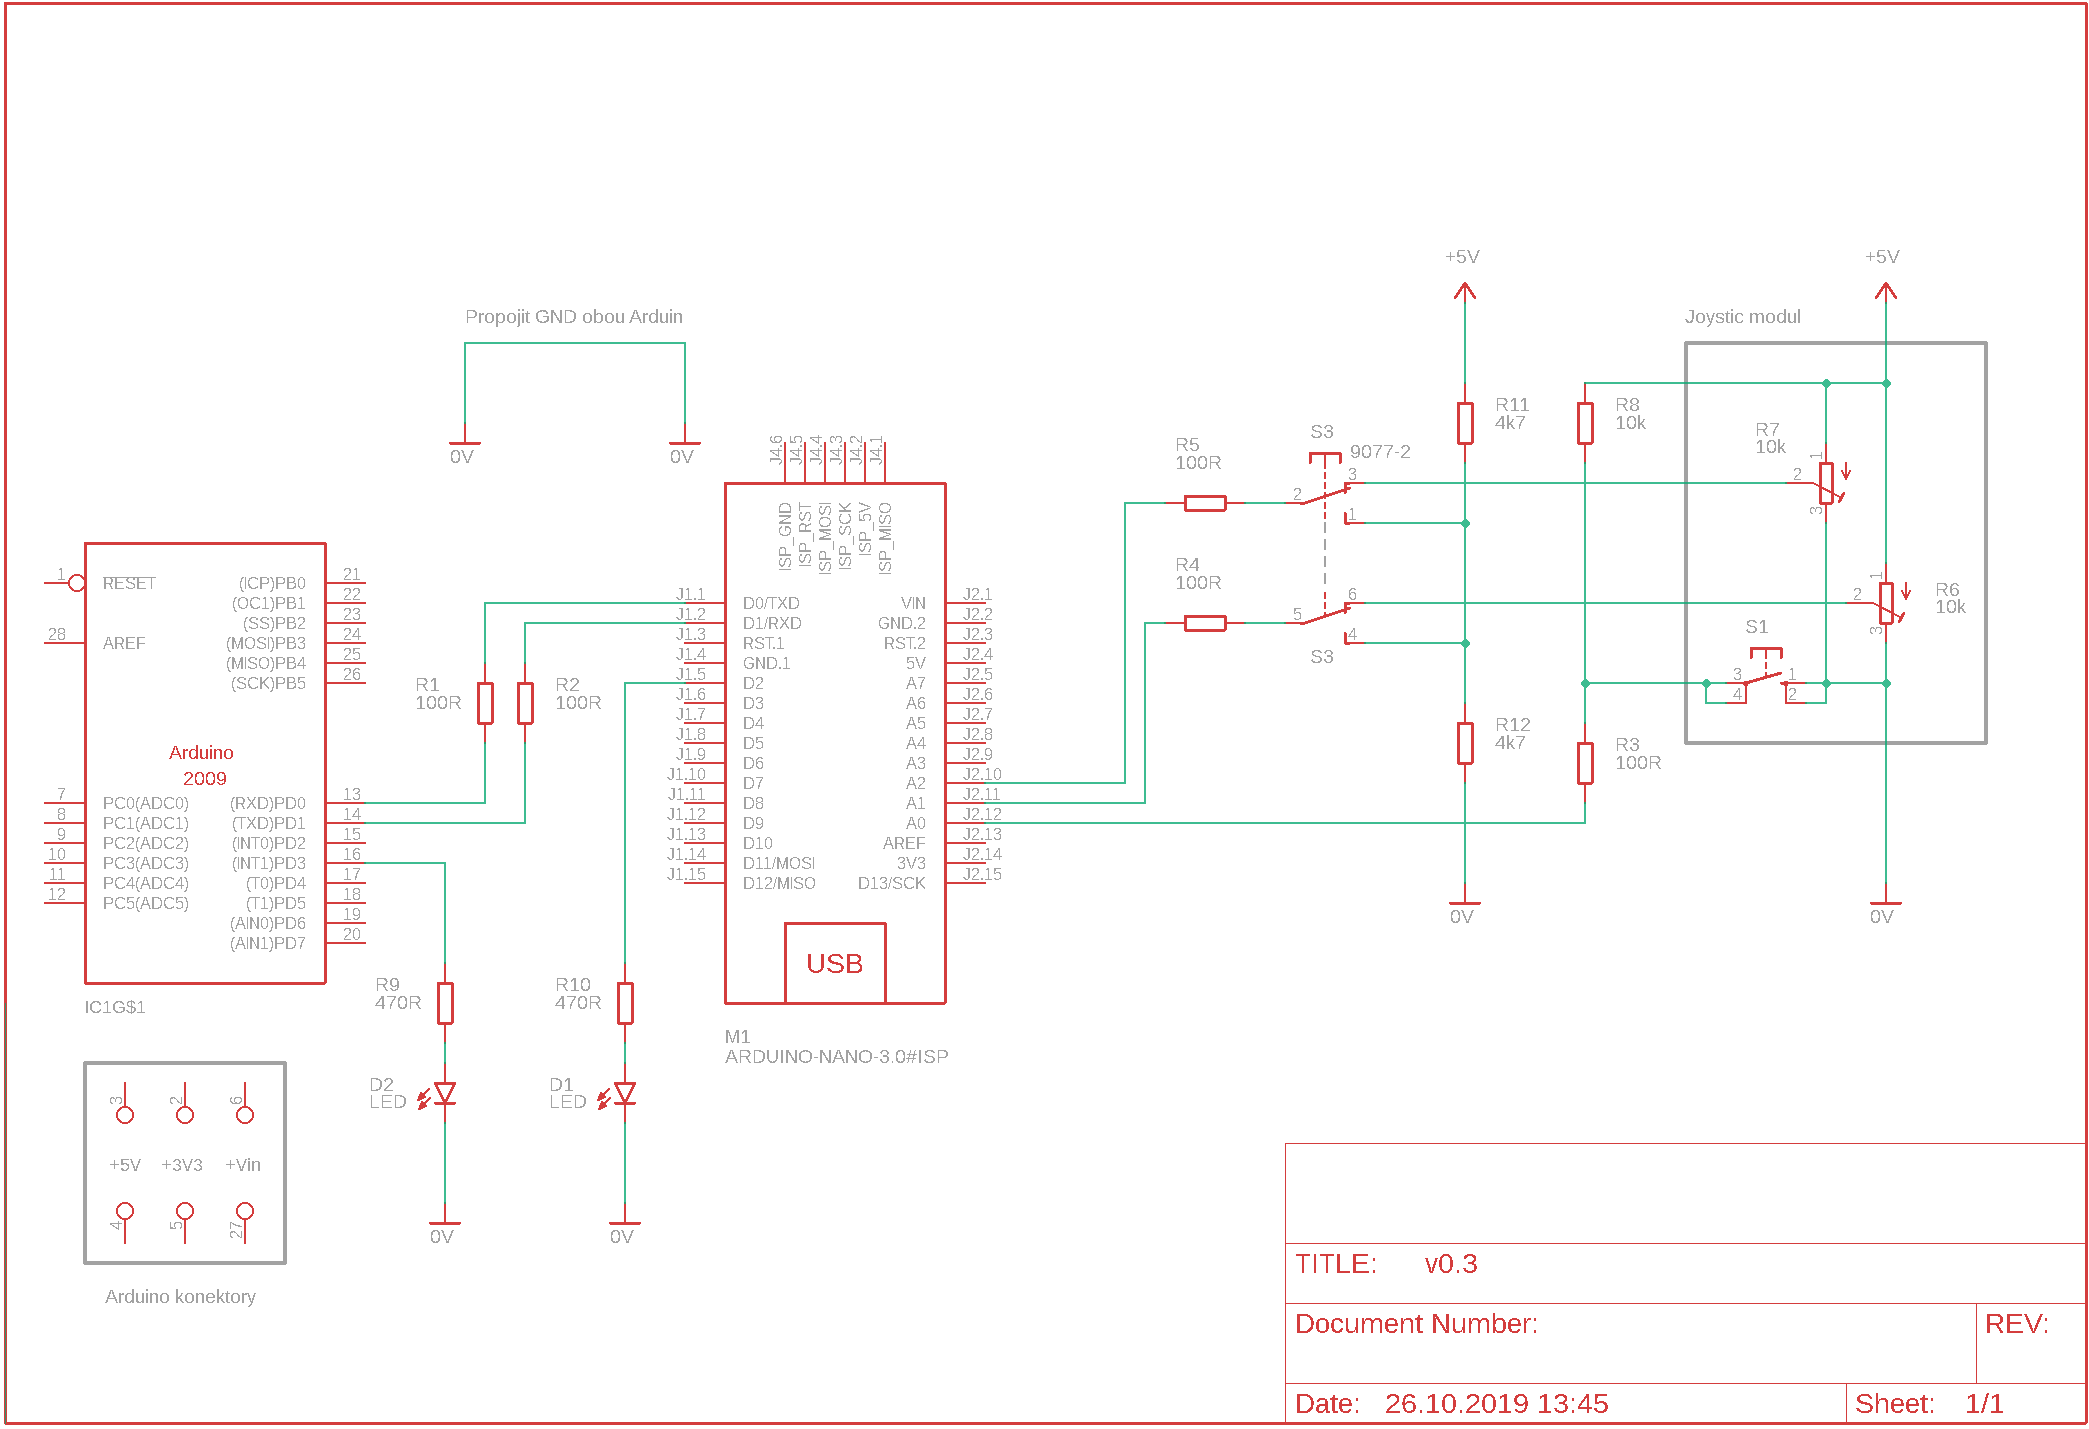 +5V
+5V
Propojit GND obou Arduin
Joystic modul
R11
4k7
R8
10k
R7
10k
1
2
3
S3
9077-2
R5
100R
2
3
1
0V
0V
J4.6
J4.5
J4.4
J4.3
J4.2
J4.1
ISP_GND
ISP_RST
ISP_MOSI
ISP_SCK
ISP_5V
ISP_MISO
R4
100R
5
6
4
S3
1
2
3
R6
10k
S1
3
1
4
2
1
RESET
28
AREF
(ICP)PB0
21
(OC1)PB1
22
(SS)PB2
23
(MOSI)PB3
24
(MISO)PB4
25
(SCK)PB5
26
R1
100R
R2
100R
J1.1
D0/TXD
VIN
J2.1
J1.2
D1/RXD
GND.2
J2.2
J1.3
RST.1
RST.2
J2.3
J1.4
GND.1
5V
J2.4
J1.5
D2
A7
J2.5
J1.6
D3
A6
J2.6
J1.7
D4
A5
J2.7
J1.8
D5
A4
J2.8
J1.9
D6
A3
J2.9
J1.10
D7
A2
J2.10
J1.11
D8
A1
J2.11
J1.12
D9
A0
J2.12
J1.13
D10
AREF
J2.13
J1.14
D11/MOSI
3V3
J2.14
J1.15
D12/MISO
D13/SCK
J2.15
R12
4k7
R3
100R
Arduino
2009
7
PC0(ADC0)
(RXD)PD0
13
8
PC1(ADC1)
(TXD)PD1
14
9
PC2(ADC2)
(INT0)PD2
15
10
PC3(ADC3)
(INT1)PD3
16
11
PC4(ADC4)
(T0)PD4
17
12
PC5(ADC5)
(T1)PD5
18
(AIN0)PD6
19
(AIN1)PD7
20
0V
0V
USB
R9
470R
R10
470R
IC1G$1
M1
ARDUINO-NANO-3.0#ISP
D2
LED
D1
LED
3
2
6
+5V
+3V3
+Vin
4
5
27
0V
0V
Arduino konektory
TITLE: v0.3
Document Number:
REV:
Date: 26.10.2019 13:45
Sheet: 1/1